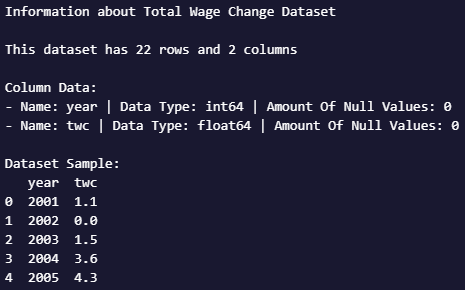 Information about Total Wage Change Dataset
This dataset has 22 rows and 2 columns
Column Data:
- Name: year | Data Type: int64 | Amount Of Null Values: 0
- Name: twc | Data Type: float64 | Amount Of Null Values: 0
Dataset Sample:
   year  twc
0  2001  1.1
1  2002  0.0
2  2003  1.5
3  2004  3.6
4  2005  4.3